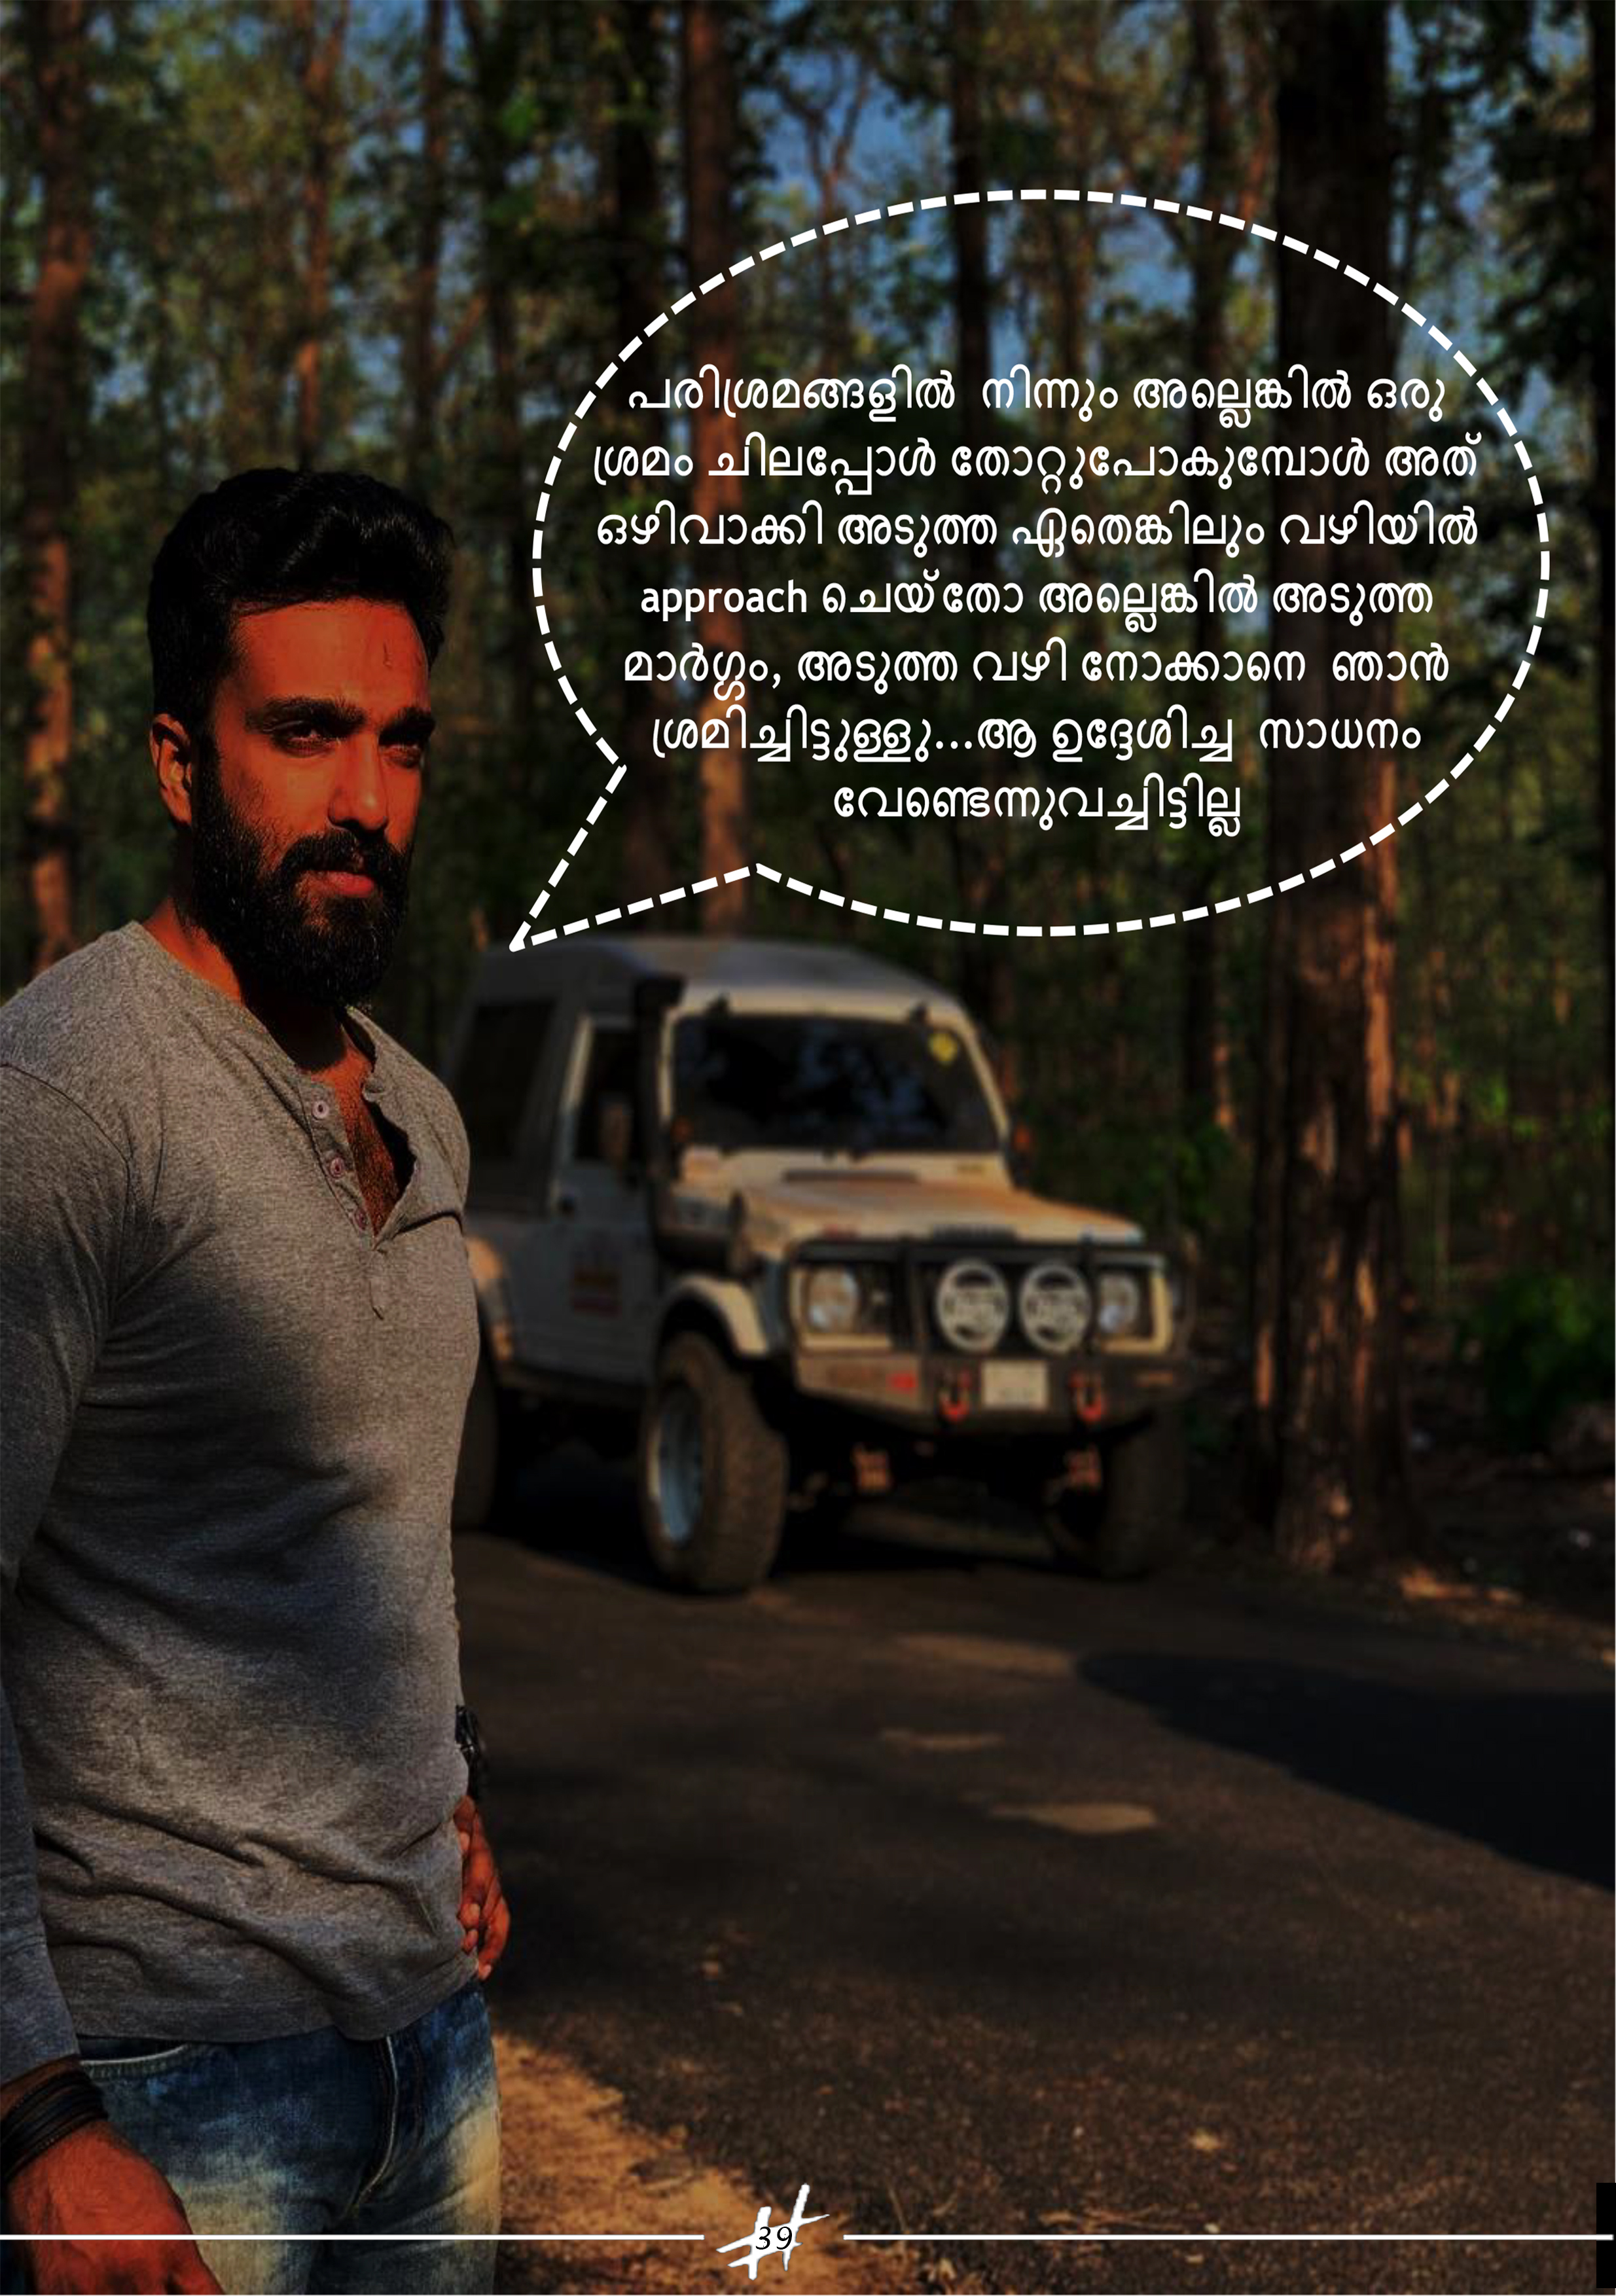 പരിശ്രമങ്ങളിൽ നിന്നും അല്ലെങ്കിൽ ഒരു
ശ്രമം ചിലപ്പോൾ തോറ്റുപോകുമ്പോൾ അത്
ഒഴിവാക്കി അടുത്ത ഏതെങ്കിലും വഴിയിൽ
approach ചെയ്തോ അല്ലെങ്കിൽ അടുത്ത
മാർഗ്ഗം, അടുത്ത വഴി നോക്കാനെ ഞാൻ
ശ്രമിച്ചിട്ടുള്ളു...ആ ഉദ്ദേശിച്ച സാധനം
വേണ്ടെന്നുവച്ചിട്ടില്ല
39